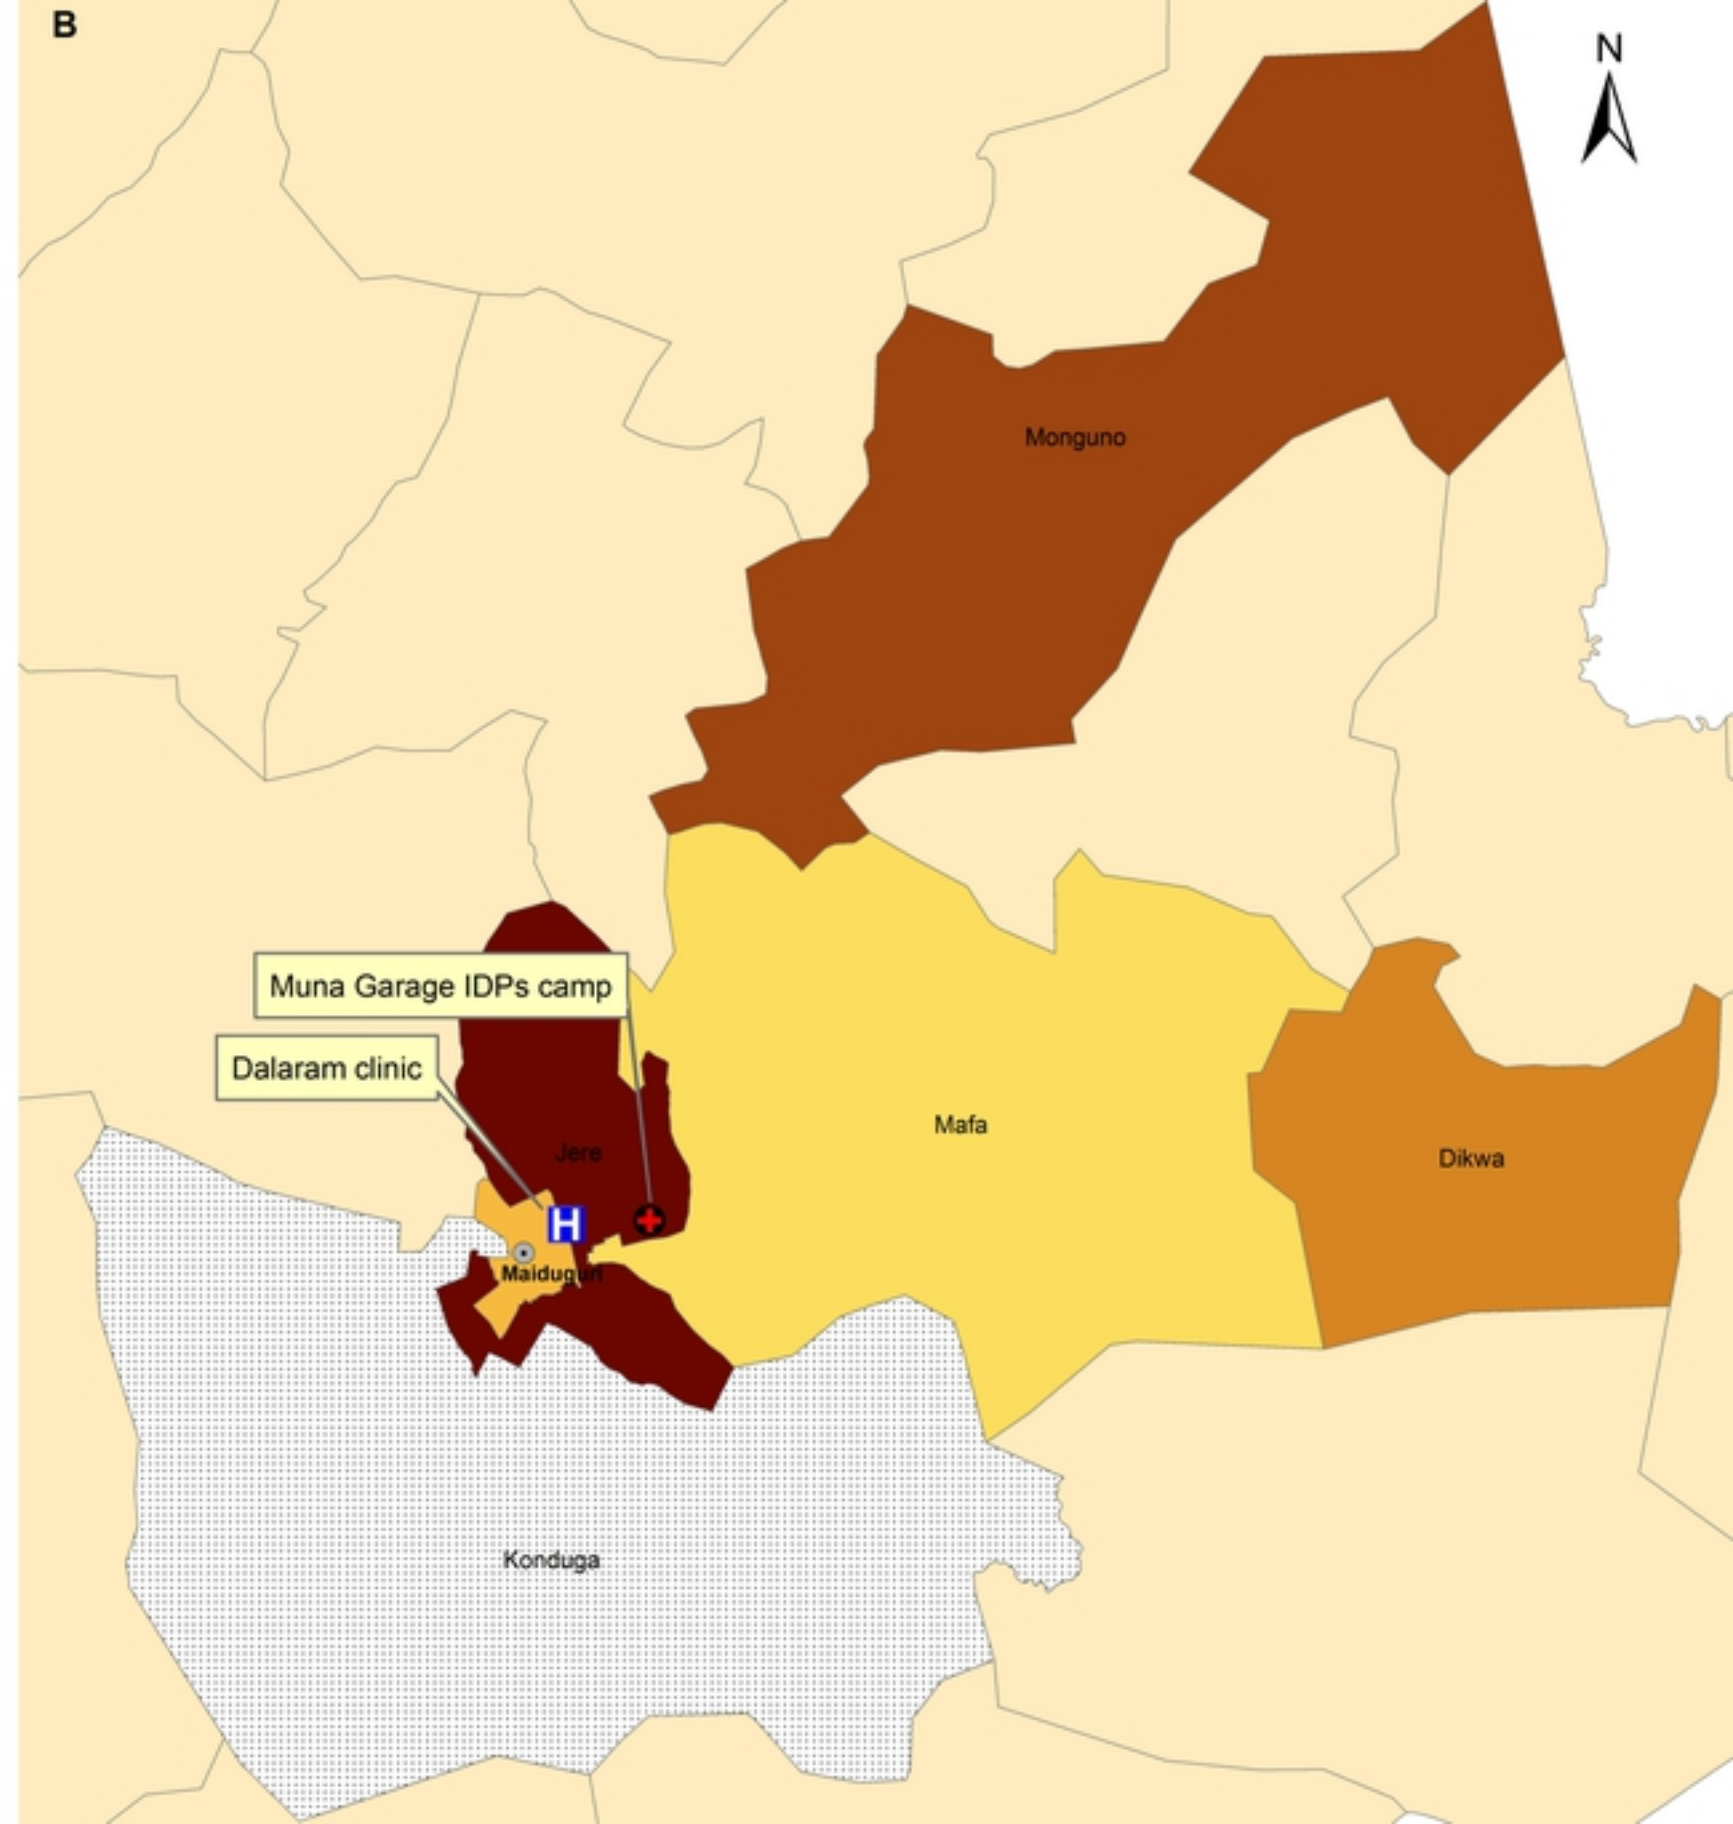 B
N
Monguno
Muna Garage IDPs camp
Dalaram clinic
Mafa
Jere
Dikwa
H
Maiduguri
Konduga